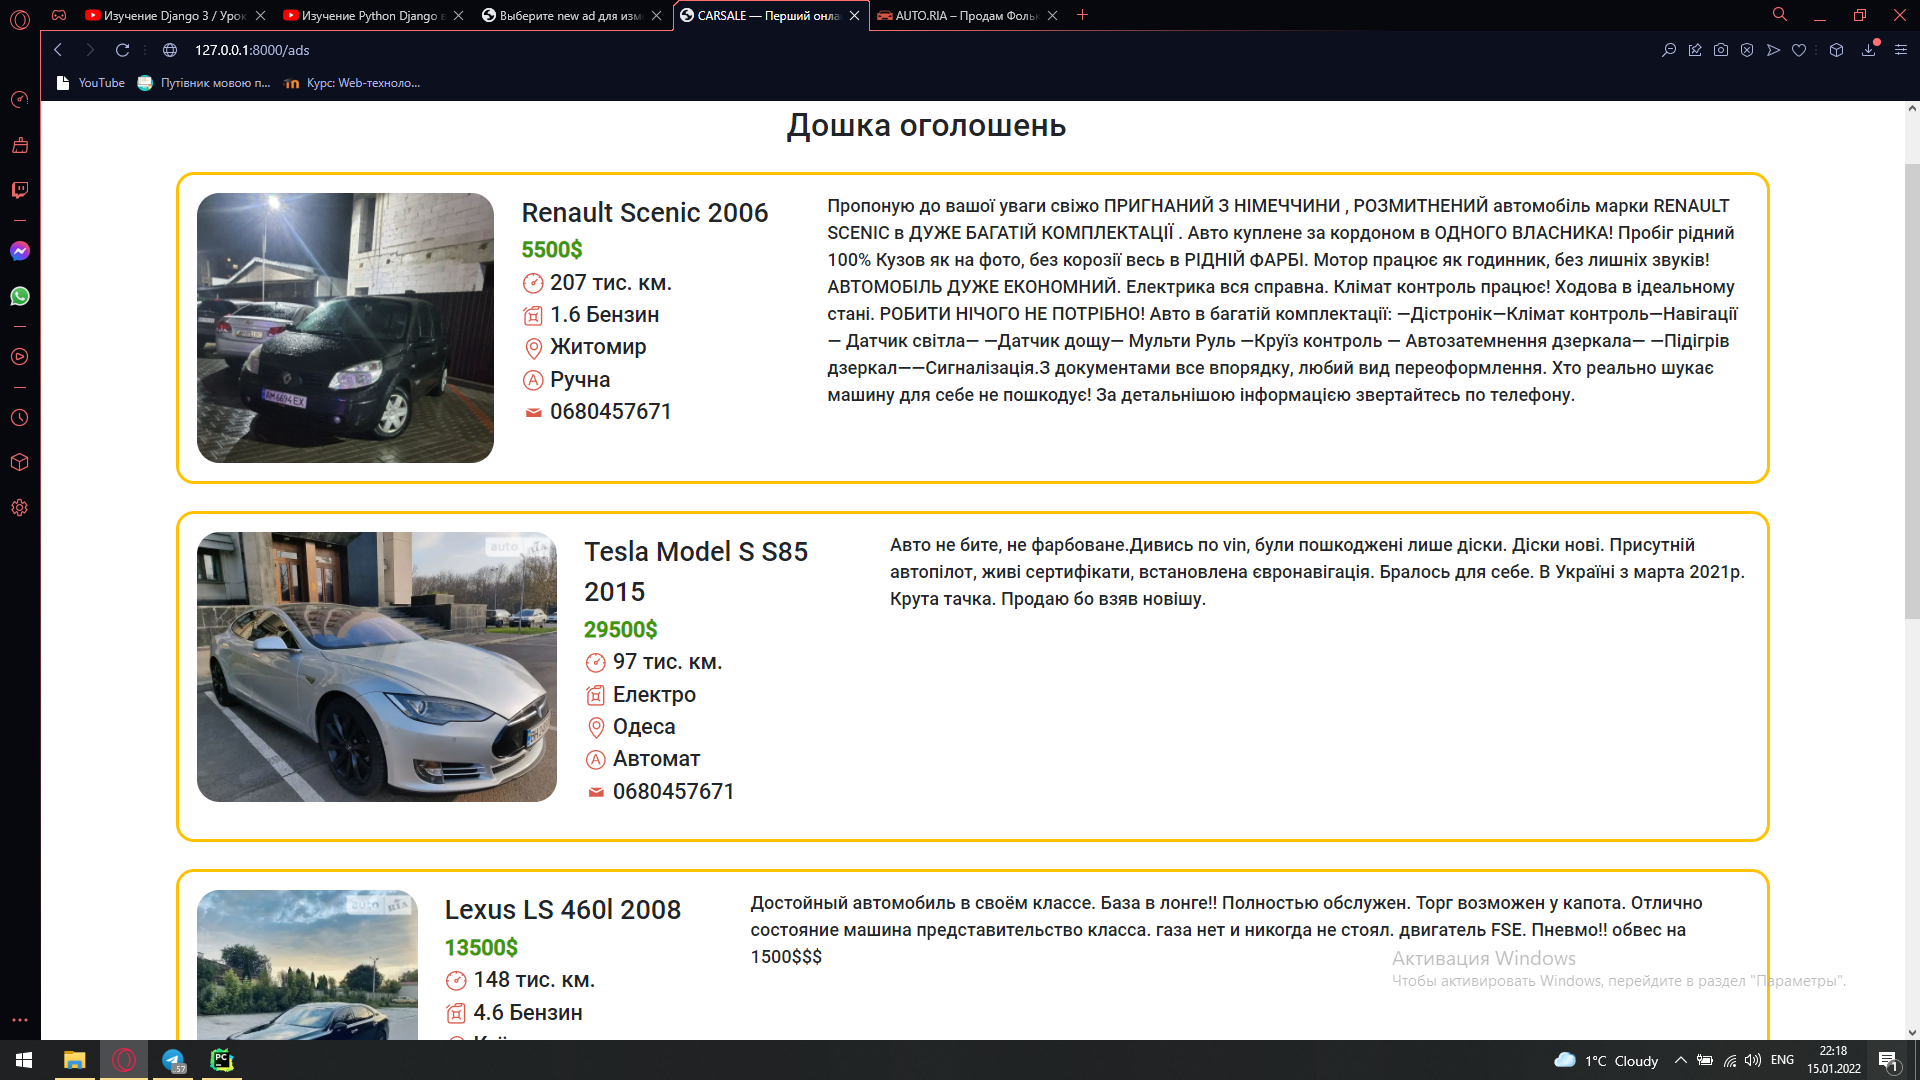 Изучение Django 3 / Урок
Изучение Python Django в
Выберите new ad для изм
CARSALE — Перший онла
AUTO.RIA – Продам Фольк
127.0.0.1:8000/ads
YouTube
Путівник мовою п...
Курс: Web-техноло...
Дошка оголошень
Renault Scenic 2006
5500$
207 тис. км.
1.6 Бензин
Житомир
Ручна
0680457671
AM 6694 EX
Пропоную до вашої уваги свіжо ПРИГНАНИЙ З НІМЕЧЧИНИ , РОЗМИТНЕНИЙ автомобіль марки RENAULT
SCENIC в ДУЖЕ БАГАТІЙ КОМПЛЕКТАЦІЇ . Авто куплене за кордоном в ОДНОГО ВЛАСНИКА! Пробіг рідний
100% Кузов як на фото, без корозії весь в РІДНІЙ ФАРБІ. Мотор працює як годинник, без лишніх звуків!
АВТОМОБІЛЬ ДУЖЕ ЕКОНОМНИЙ. Електрика вся справна. Клімат контроль працює! Ходова в ідеальному
стані. РОБИТИ НІЧОГО НЕ ПОТРІБНО! Авто в багатій комплектації: —Дістронік—Клімат контроль—Навігації
— Датчик світла— —Датчик дощу— Мульти Руль —Круїз контроль — Автозатемнення дзеркала— —Підігрів
дзеркал——Сигналізація.З документами все впорядку, любий вид переоформлення. Хто реально шукає
машину для себе не пошкодує! За детальнішою інформацією звертайтесь по телефону.
auto RIA
Tesla Model S S85
2015
29500$
97 тис. км.
Електро
Одеса
Автомат
0680457671
Авто не бите, не фарбоване.Дивись по vin, були пошкоджені лише діски. Діски нові. Присутній
автопілот, живі сертифікати, встановлена євронавігація. Бралось для себе. В Україні з марта 2021р.
Крута тачка. Продаю бо взяв новішу.
auto RIA
Lexus LS 460l 2008
13500$
148 тис. км.
4.6 Бензин
Достойный автомобиль в своём классе. База в лонге!! Полностью обслужен. Торг возможен у капота. Отлично
состояние машина представительство класса. газа нет и никогда не стоял. двигатель FSE. Пневмо!! обвес на
1500$$$
Активация Windows
Чтобы активировать Windows, перейдите в раздел "Параметры".
57
PC
1°C Cloudy
ENG
22:18
15.01.2022
1